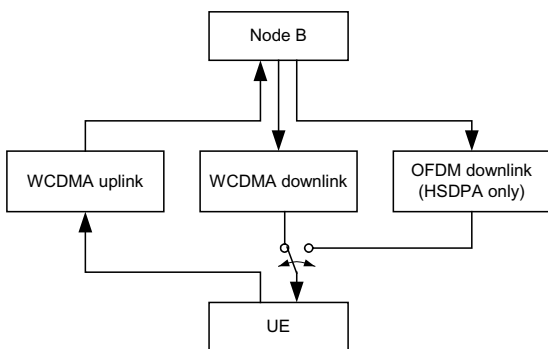 Node B
WCDMA uplink
WCDMA downlink
OFDM downlink
(HSDPA only)
UE